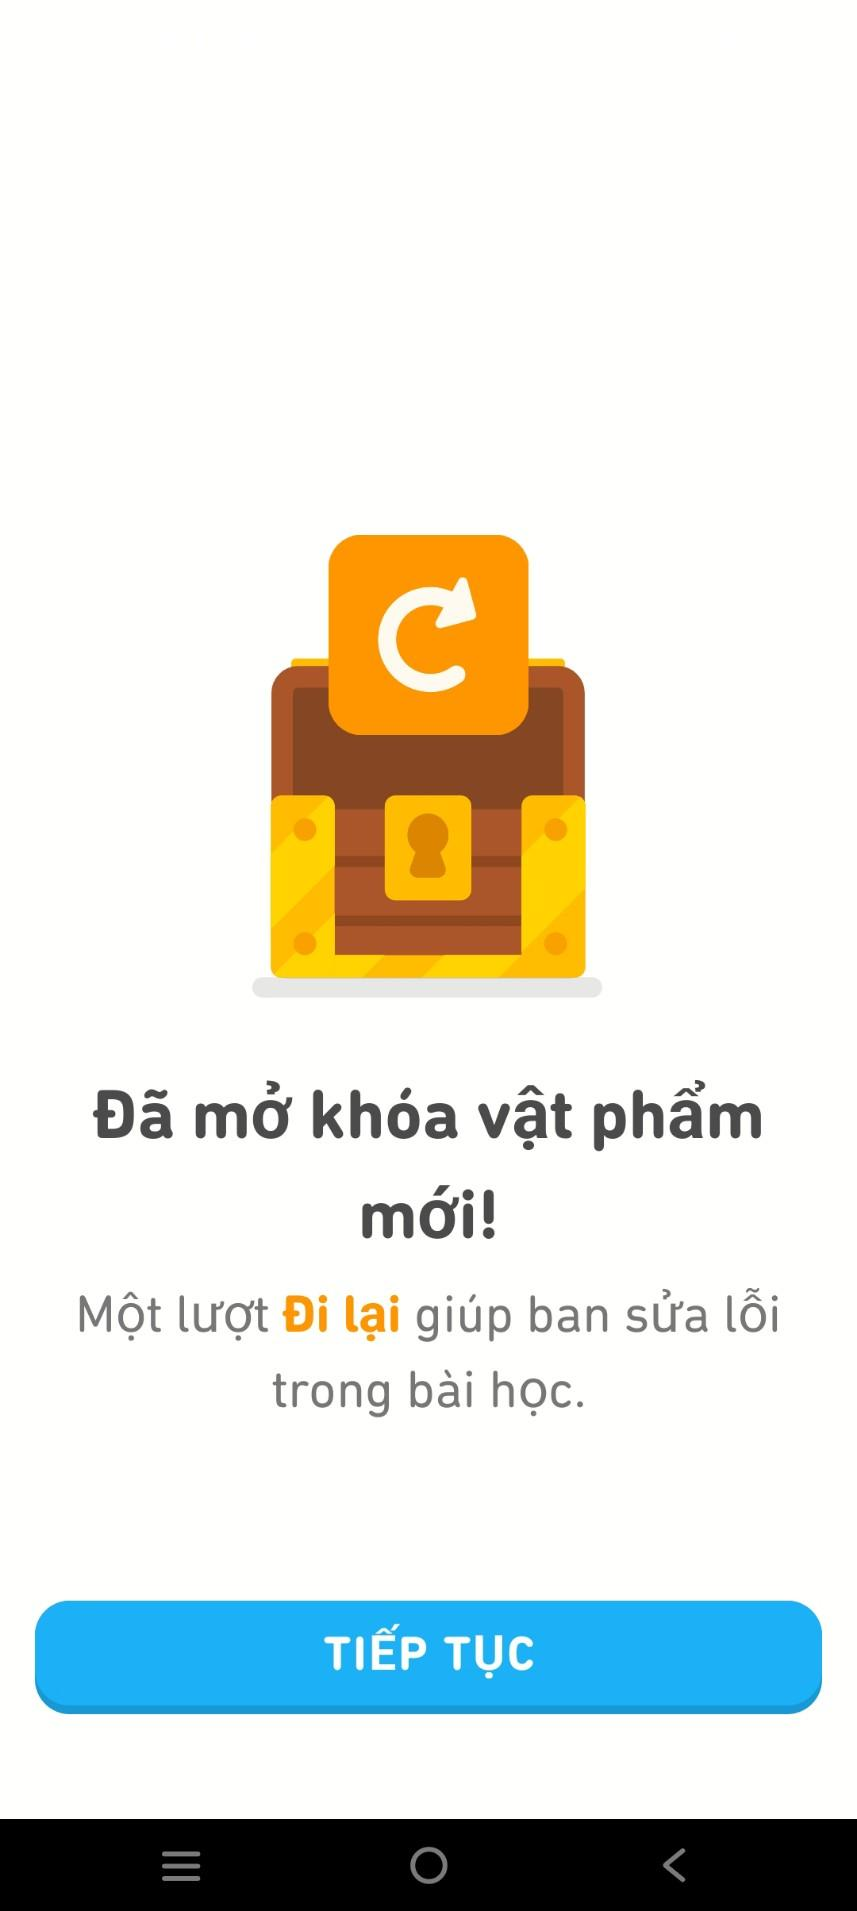 Đã mở khóa vật phẩm
mới!
Một lượt Đi lại giúp ban sửa lỗi
trong bài học.
TIẾP TỤC